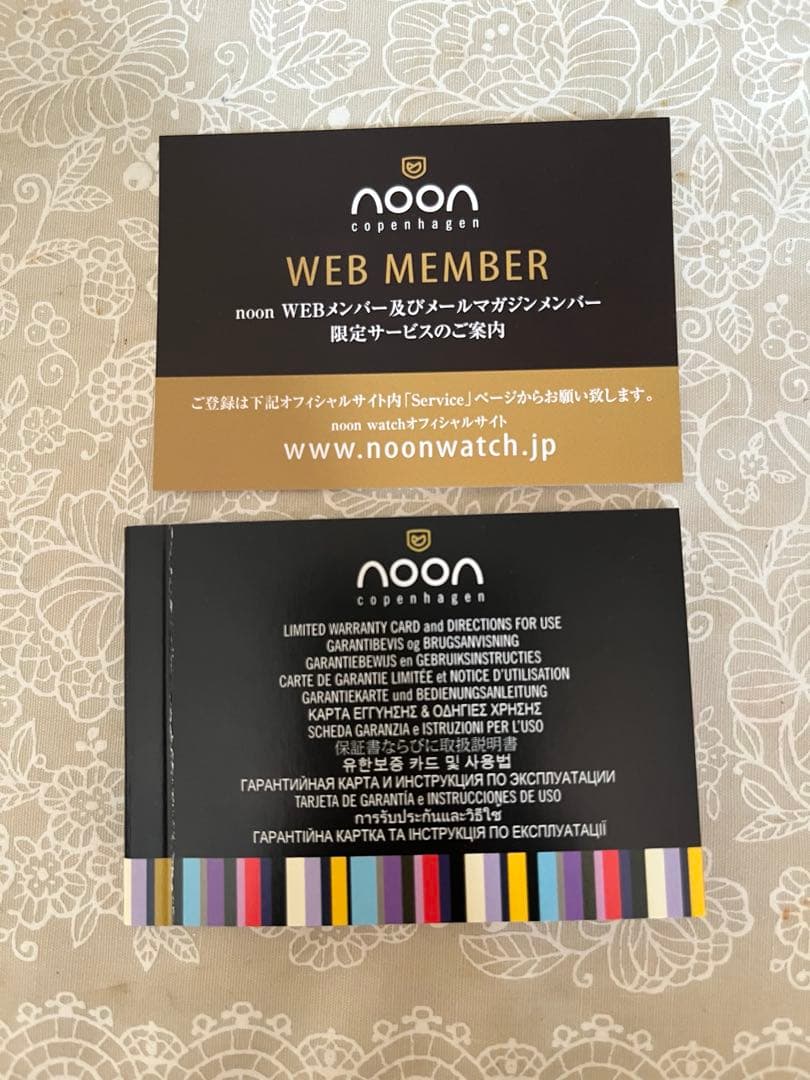 noon
copenhagen
WEB MEMBER
noon WEBメンバー及びメールマガジンメンバー
限定サービスのご案内
ご登録は下記オフィシャルサイト内「Service」ページからお願い致します。
noon watchオフィシャルサイト
www.noonwatch.jp
noon
copenhagen
LIMITED WARRANTY CARD and DIRECTIONS FOR USE
GARANTIBEVIS og BRUGSANVISNING
GARANTIEBEWIJS en GEBRUIKSINSTRUCTIES
CARTE DE GARANTIE LIMITÉE et NOTICE D'UTILISATION
GARANTIEKARTE und BEDIENUNGSANLEITUNG
ΚΑΡΤΑ ΕΓΓΥΗΣΗΣ & ΟΔΗΓΙΕΣ ΧΡΗΣΗΣ
SCHEDA GARANZIA e ISTRUZIONI PER L'USO
保証書ならびに取扱説明書
유한보증 카드 및 사용법
ГАРАНТИЙНАЯ КАРТА И ИНСТРУКЦИЯ ПО ЭКСПЛУАТАЦИИ
TARJETA DE GARANTÍA e INSTRUCCIONES DE USO
การรับประกันและวิธีใช้
ГАРАНТІЙНА КАРТКА ТА ІНСТРУКЦІЯ ПО ЕКСПЛУАТАЦІЇ